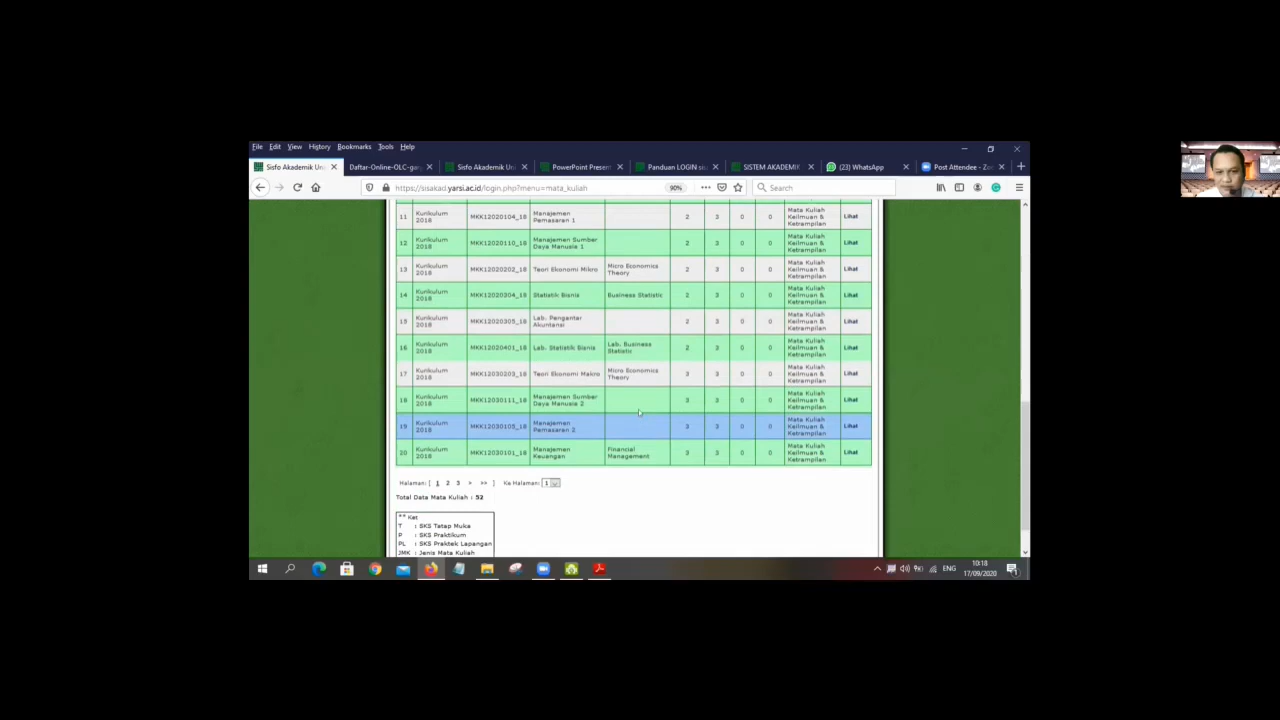 File Edit View History Bookmarks Tools Help
Sisfo Akademik Uni
Daftar-Online-OLC-gan
Sisfo Akademik Uni
PowerPoint Presen
Panduan LOGIN sis
SISTEM AKADEMIK
(23) WhatsApp
Post Attendee - Zoo
https://sisakad.yarsi.ac.id/login.php?menu=mata_kuliah
90%
Search
11 Kurikulum 2018 MKK12020104_18 Manajemen Pemasaran 1 2 3 0 0 Mata Kuliah Keilmuan & Ketrampilan Lihat
12 Kurikulum 2018 MKK12020110_18 Manajemen Sumber Daya Manusia 1 2 3 0 0 Mata Kuliah Keilmuan & Ketrampilan Lihat
13 Kurikulum 2018 MKK12020202_18 Teori Ekonomi Mikro Micro Economics Theory 2 3 0 0 Mata Kuliah Keilmuan & Ketrampilan Lihat
14 Kurikulum 2018 MKK12020304_18 Statistik Bisnis Business Statistic 2 3 0 0 Mata Kuliah Keilmuan & Ketrampilan Lihat
15 Kurikulum 2018 MKK12020305_18 Lab. Pengantar Akuntansi 2 3 0 0 Mata Kuliah Keilmuan & Ketrampilan Lihat
16 Kurikulum 2018 MKK12020401_18 Lab. Statistik Bisnis Lab. Business Statistic 2 3 0 0 Mata Kuliah Keilmuan & Ketrampilan Lihat
17 Kurikulum 2018 MKK12030203_18 Teori Ekonomi Makro Micro Economics Theory 3 3 0 0 Mata Kuliah Keilmuan & Ketrampilan Lihat
18 Kurikulum 2018 MKK12030111_18 Manajemen Sumber Daya Manusia 2 3 3 0 0 Mata Kuliah Keilmuan & Ketrampilan Lihat
19 Kurikulum 2018 MKK12030105_18 Manajemen Pemasaran 2 3 3 0 0 Mata Kuliah Keilmuan & Ketrampilan Lihat
20 Kurikulum 2018 MKK12030101_18 Manajemen Keuangan Financial Management 3 3 0 0 Mata Kuliah Keilmuan & Ketrampilan Lihat
Halaman: [ 1 2 3 > >> ] Ke Halaman: 1
Total Data Mata Kuliah : 52
** Ket
T : SKS Tatap Muka
P : SKS Praktikum
PL : SKS Praktek Lapangan
JMK : Jenis Mata Kuliah
ENG
10:18
17/09/2020